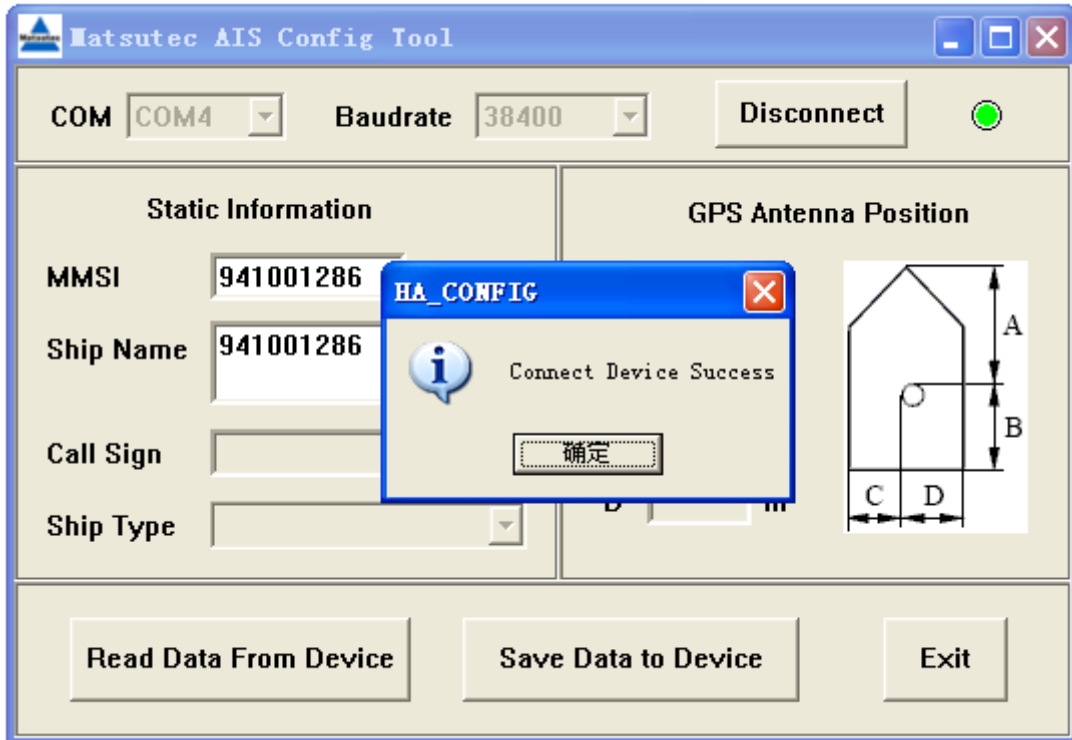 Matsutec AIS Config Tool
COM COM4 Baudrate 38400 Disconnect
Static Information
GPS Antenna Position
MMSI 941001286
Ship Name 941001286
Call Sign
Ship Type
HA_CONFIG
Connect Device Success
确定
D m
A
B
C D
Read Data From Device Save Data to Device Exit